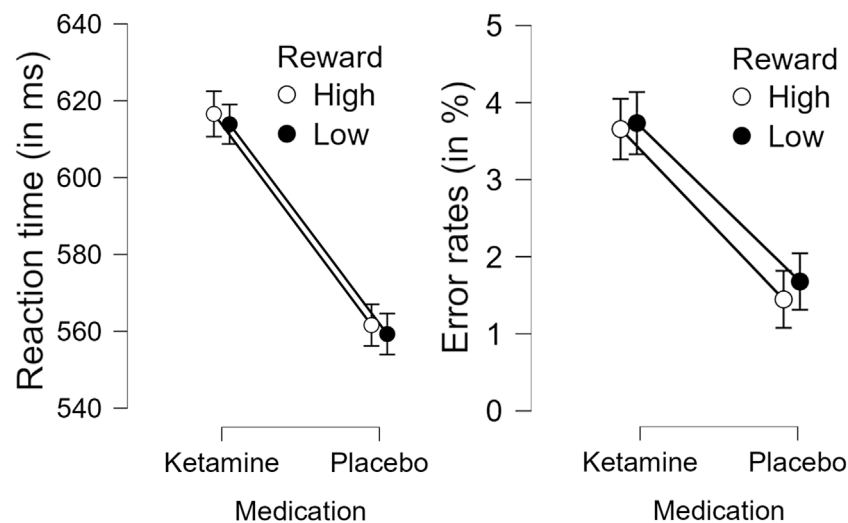 Reaction time (in ms)
640
620
600
580
560
540
Reward
High
Low
Ketamine Placebo
Medication
Error rates (in %)
5
4
3
2
1
0
Reward
High
Low
Ketamine Placebo
Medication